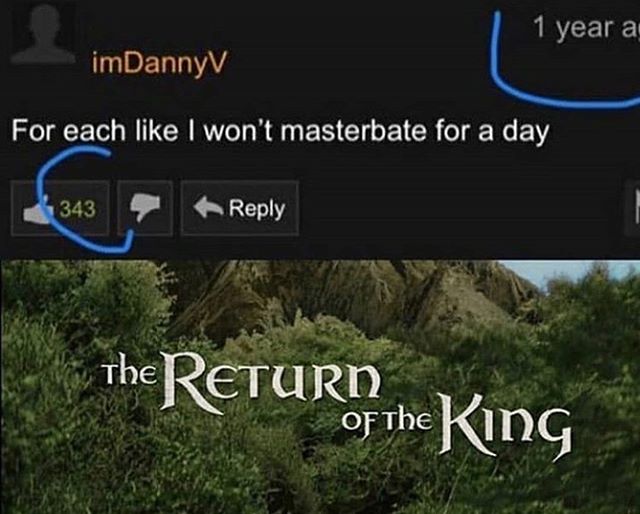 1 year a
imDannyV
For each like I won't masterbate for a day
343
Reply
The Return
of the King